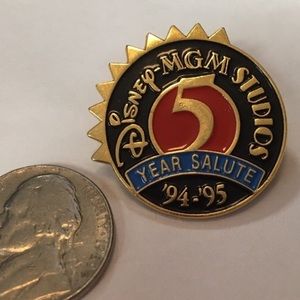 DISNEY-MGM STUDIOS
5
YEAR SALUTE
'94-'95